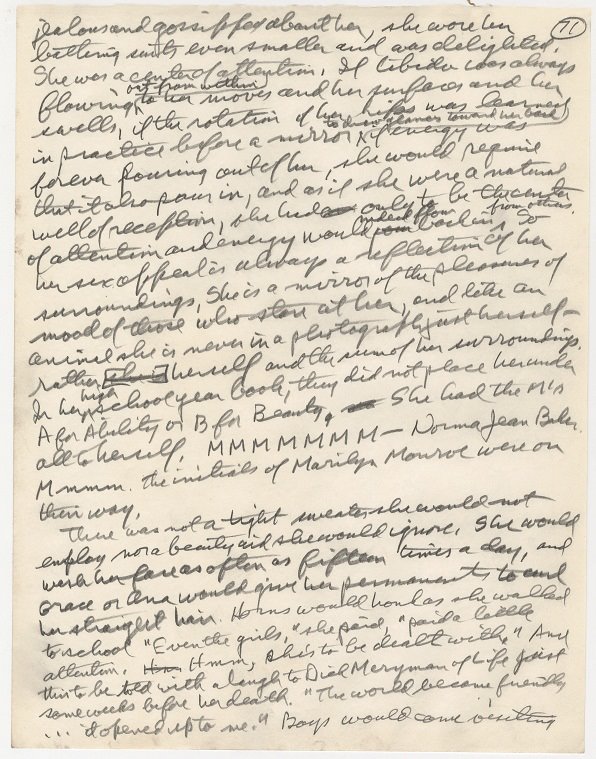 71
jealous and gossipped about her, she wore her
bathing suits even smaller and was delighted.
She was a center of attention. If libido was always
out from within
flowing to her moves and her surfaces and her
swells, if the rotation of her hips was learned
to draw glances toward her back
in practice before a mirror, if energy was
forever pouring out of her, she would require
that it also pour in, and as if she were a natural
well of reception, she had only to be the center
of attention and energy would indeed flow back in from others. So
her sex appeal is always a reflection of her
surroundings. She is a mirror of the pleasures of
mood of those who stare at her, and like an
animal she is never in a photograph just herself –
rather, herself and the sum of her surroundings.
In her high school year book, they did not place her under
A for Ability or B for Beauty. She had the M's
all to herself. MMMMMMMM – Norma Jean Baker.
Mmmmm. The initials of Marilyn Monroe were on
their way.
There was not a tight sweater she would not
employ nor a beauty aid she would ignore. She would
wash her face as often as fifteen times a day, and
Grace or Ana would give her permanents to curl
her straight hair. Horns would honk as she walked
to school "Even the girls," she said, "paid a little
attention. Hmm, she's to be dealt with." And
this to be told with a laugh to Dick Meryman of Life just
some weeks before her death. "The world became friendly
... it opened up to me." Boys would come visiting